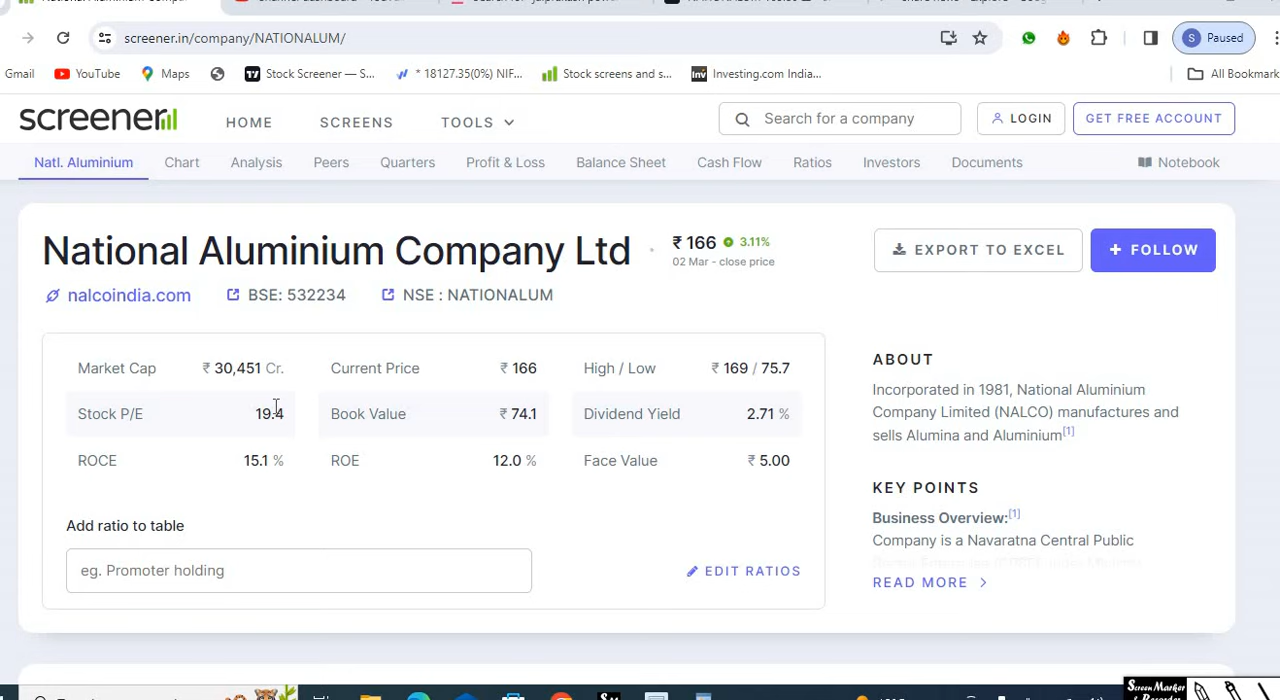 screener.in/company/NATIONALUM/
S Paused
Gmail YouTube Maps Stock Screener — S... * 18127.35(0%) NIF... Stock screens and s... Inv Investing.com India... All Bookmark
screener HOME SCREENS TOOLS Search for a company LOGIN GET FREE ACCOUNT
Natl. Aluminium Chart Analysis Peers Quarters Profit & Loss Balance Sheet Cash Flow Ratios Investors Documents Notebook
National Aluminium Company Ltd
₹ 166 3.11%
02 Mar - close price
EXPORT TO EXCEL + FOLLOW
nalcoindia.com BSE: 532234 NSE : NATIONALUM
Market Cap ₹ 30,451 Cr. Current Price ₹ 166 High / Low ₹ 169 / 75.7
Stock P/E 19.4 Book Value ₹ 74.1 Dividend Yield 2.71 %
ROCE 15.1 % ROE 12.0 % Face Value ₹ 5.00
Add ratio to table
eg. Promoter holding
EDIT RATIOS
ABOUT
Incorporated in 1981, National Aluminium
Company Limited (NALCO) manufactures and
sells Alumina and Aluminium[1]
KEY POINTS
Business Overview:[1]
Company is a Navaratna Central Public
READ MORE >
Screen Marker